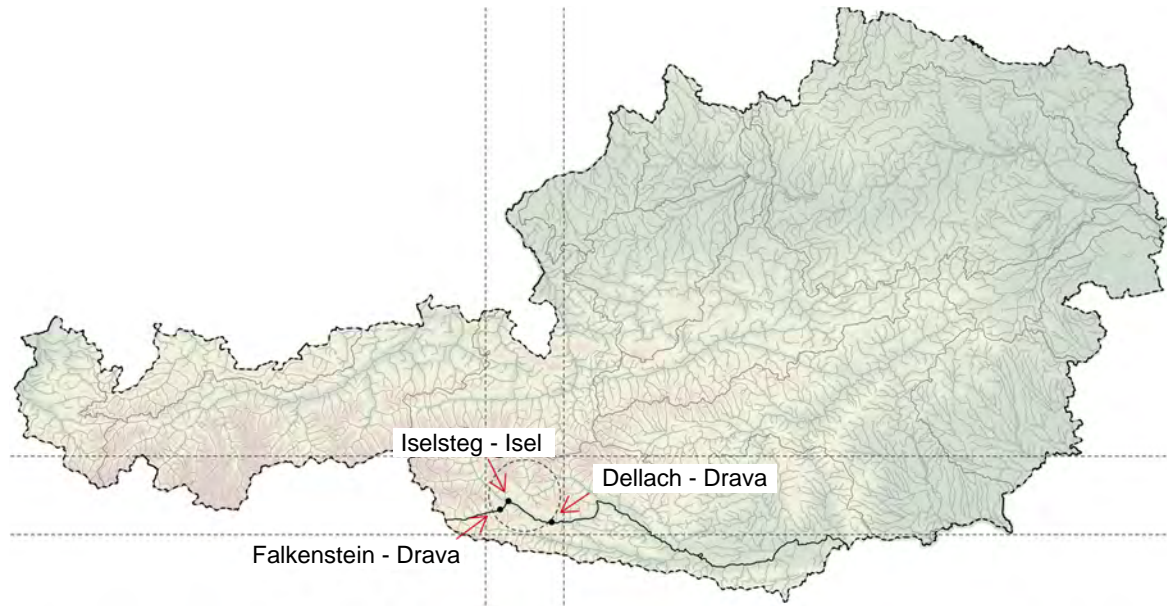 Iselsteg - Isel
Dellach - Drava
Falkenstein - Drava